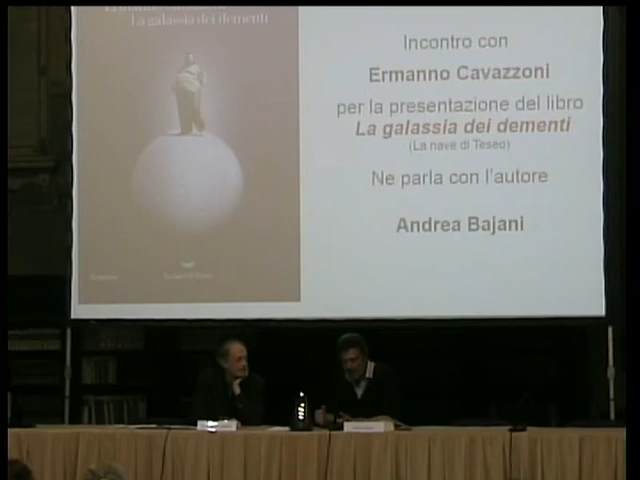 La galassia dei dementi
Incontro con
Ermanno Cavazzoni
per la presentazione del libro
La galassia dei dementi
(La nave di Teseo)
Ne parla con l'autore
Andrea Bajani